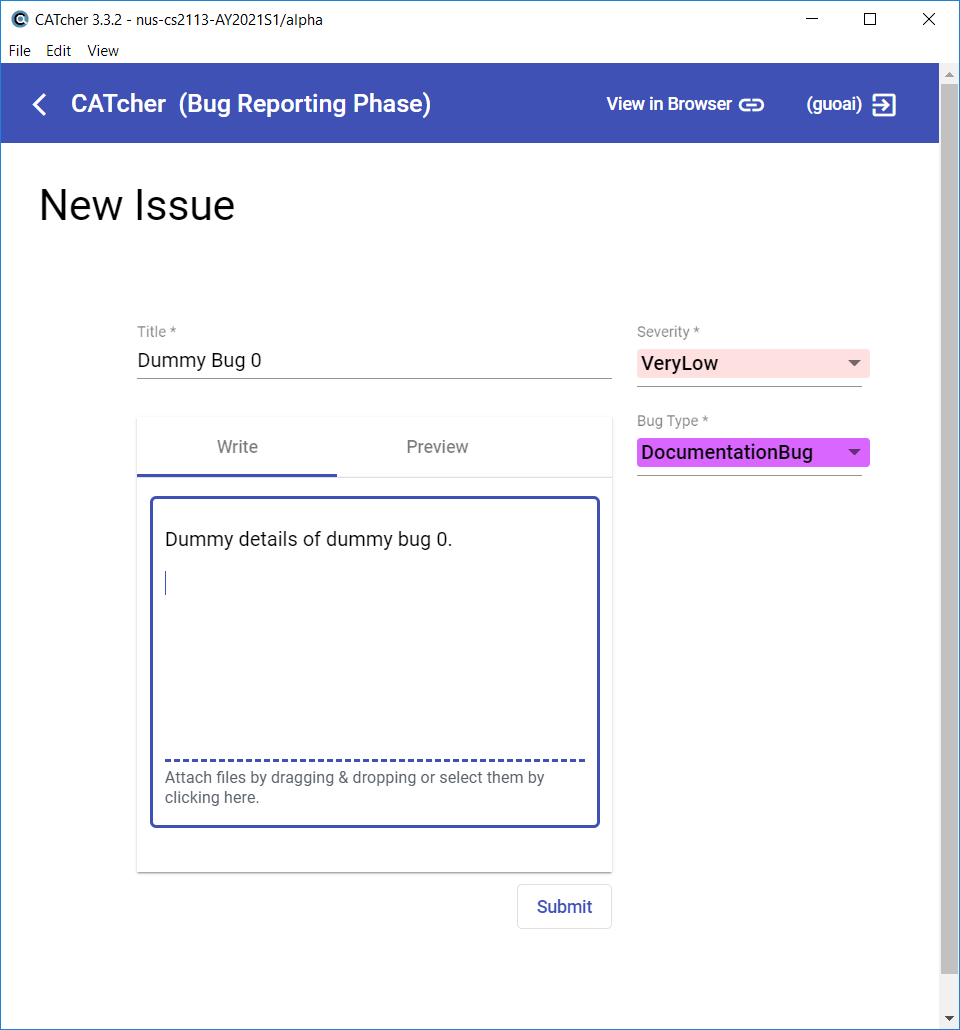 CATcher 3.3.2 - nus-cs2113-AY2021S1/alpha
File Edit View
CATcher (Bug Reporting Phase) View in Browser (guoai)
New Issue
Title *
Dummy Bug 0
Severity *
VeryLow
Bug Type *
DocumentationBug
Write Preview
Dummy details of dummy bug 0.
Attach files by dragging & dropping or select them by
clicking here.
Submit